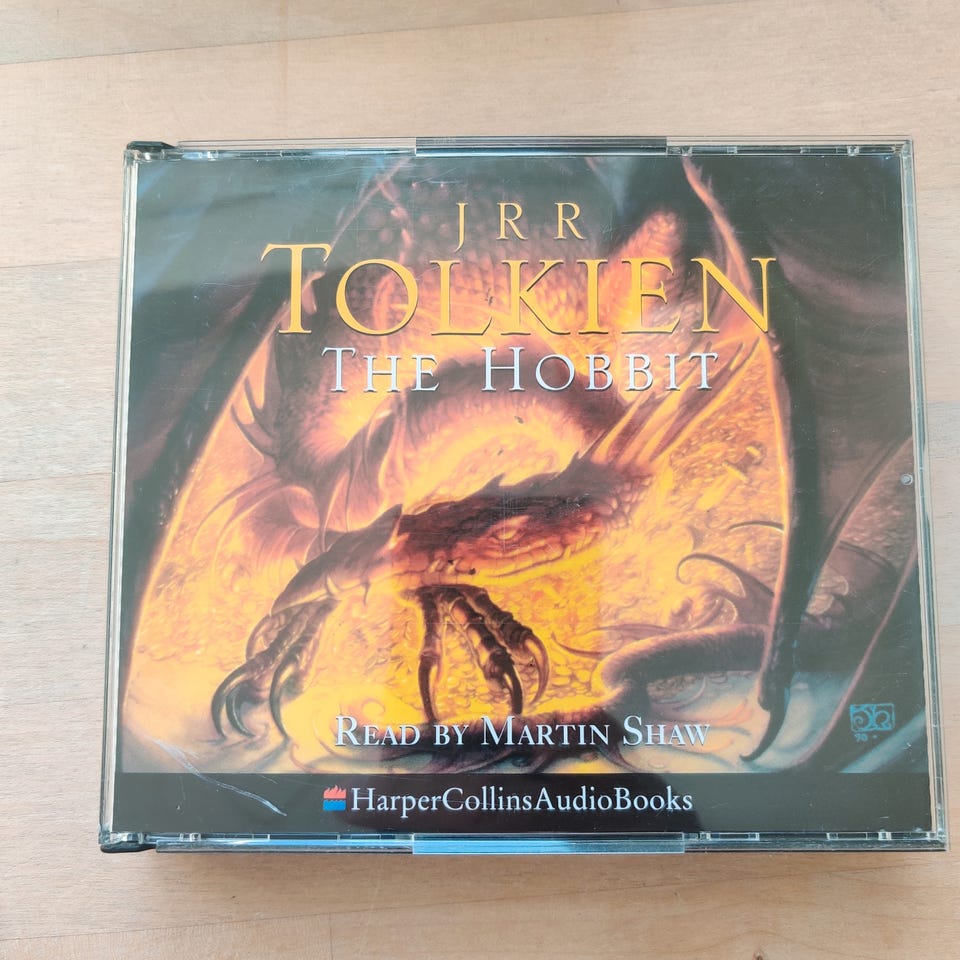 JRR
TOLKIEN
THE HOBBIT
READ BY MARTIN SHAW
HarperCollinsAudioBooks